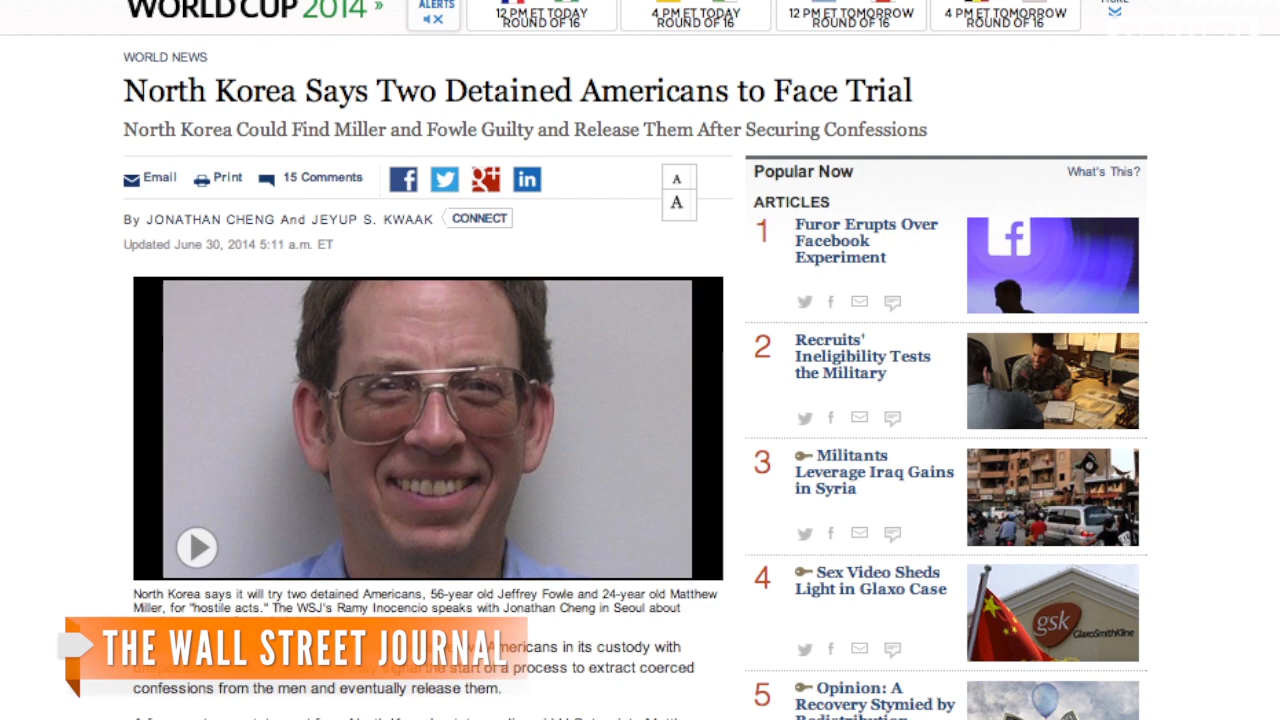 WORLD CUP 2014 »
ALERTS
12 PM ET TODAY
ROUND OF 16
4 PM ET TODAY
ROUND OF 16
12 PM ET TOMORROW
ROUND OF 16
4 PM ET TOMORROW
ROUND OF 16
WORLD NEWS
North Korea Says Two Detained Americans to Face Trial
North Korea Could Find Miller and Fowle Guilty and Release Them After Securing Confessions
Email Print 15 Comments
f in
A
A
By JONATHAN CHENG And JEYUP S. KWAAK CONNECT
Updated June 30, 2014 5:11 a.m. ET
North Korea says it will try two detained Americans, 56-year old Jeffrey Fowle and 24-year old Matthew
Miller, for "hostile acts." The WSJ's Ramy Inocencio speaks with Jonathan Cheng in Seoul about
THE WALL STREET JOURNAL
Americans in its custody with
the start of a process to extract coerced
confessions from the men and eventually release them.
Popular Now What's This?
ARTICLES
1 Furor Erupts Over
Facebook
Experiment
2 Recruits'
Ineligibility Tests
the Military
3 Militants
Leverage Iraq Gains
in Syria
4 Sex Video Sheds
Light in Glaxo Case
gsk
GlaxoSmithKline
5 Opinion: A
Recovery Stymied by
Redistribution